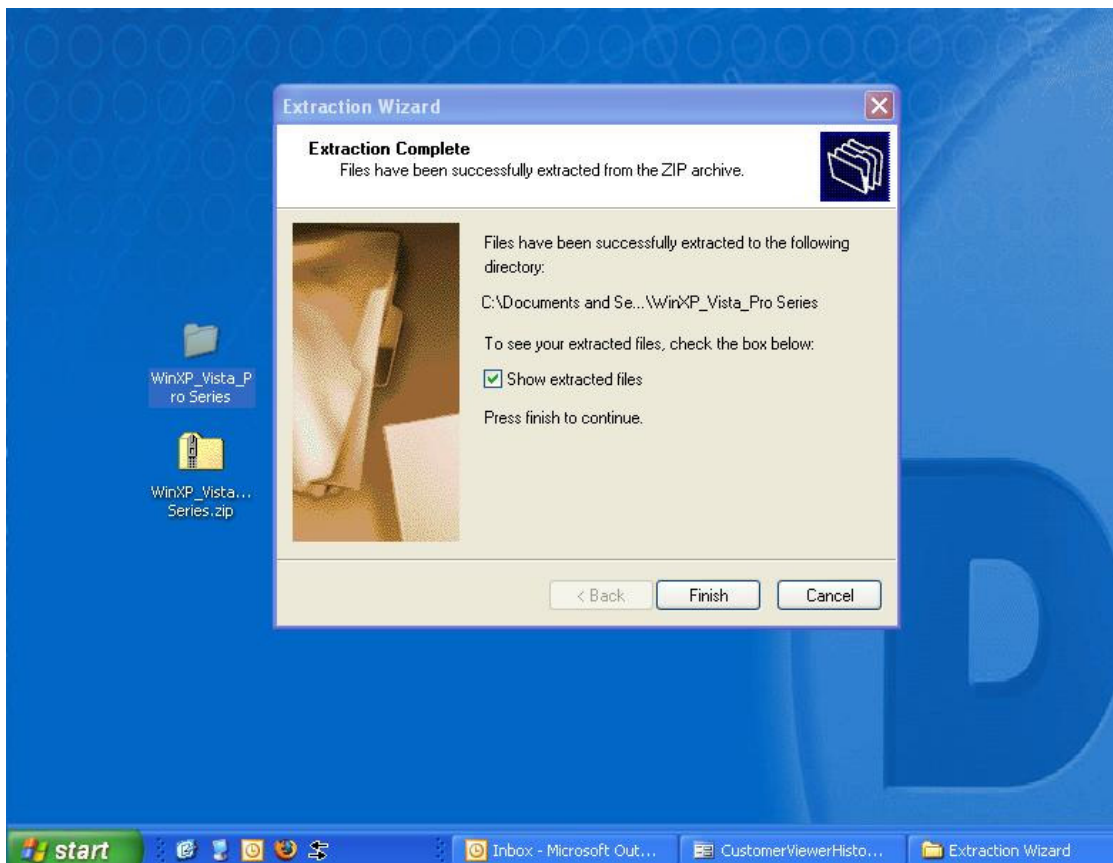 Extraction Wizard
Extraction Complete
Files have been successfully extracted from the ZIP archive.
Files have been successfully extracted to the following
directory:
C:\Documents and Se...\WinXP_Vista_Pro Series
To see your extracted files, check the box below:
Show extracted files
Press finish to continue.
< Back
Finish
Cancel
WinXP_Vista_P
ro Series
WinXP_Vista...
Series.zip
D
start
Inbox - Microsoft Out...
CustomerViewerHisto...
Extraction Wizard